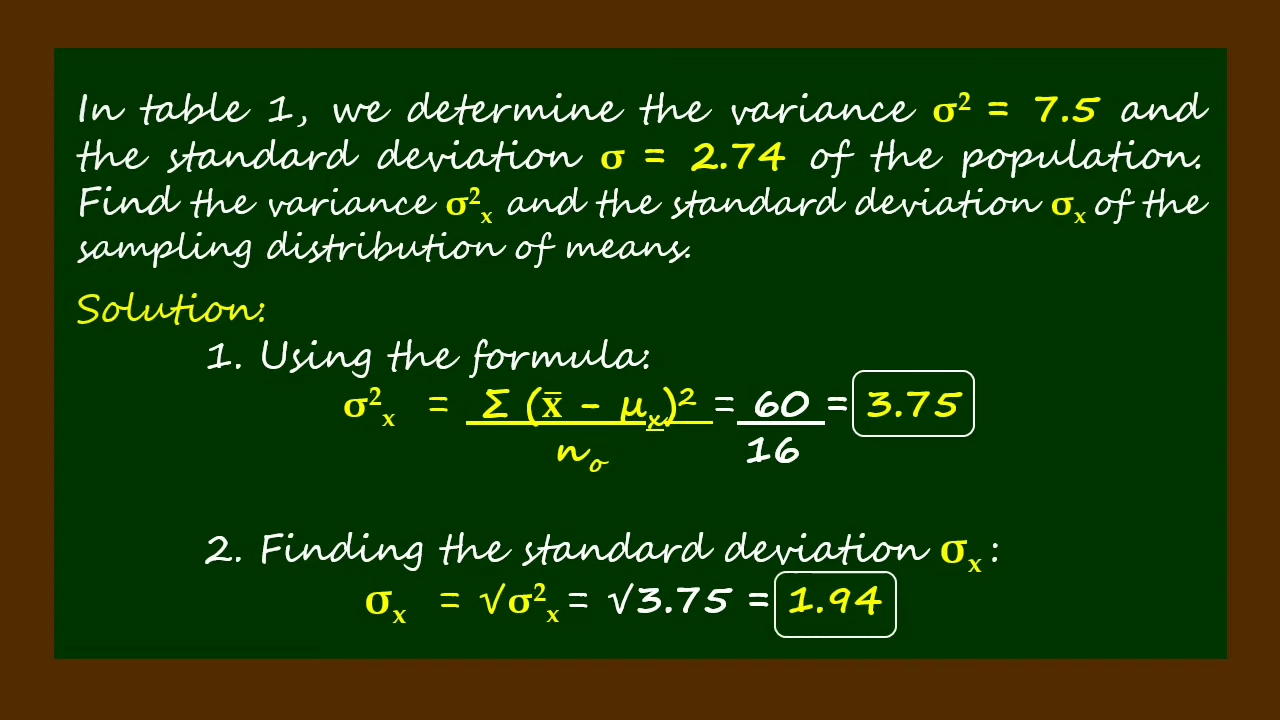 In table 1, we determine the variance σ² = 7.5 and
the standard deviation σ = 2.74 of the population.
Find the variance σ²ₓ and the standard deviation σₓ of the
sampling distribution of means.
Solution:
1. Using the formula:
σ²ₓ = Σ (x̅ - μₓ)² = 60 = 3.75
nₒ 16
2. Finding the standard deviation σₓ:
σₓ = √σ²ₓ = √3.75 = 1.94